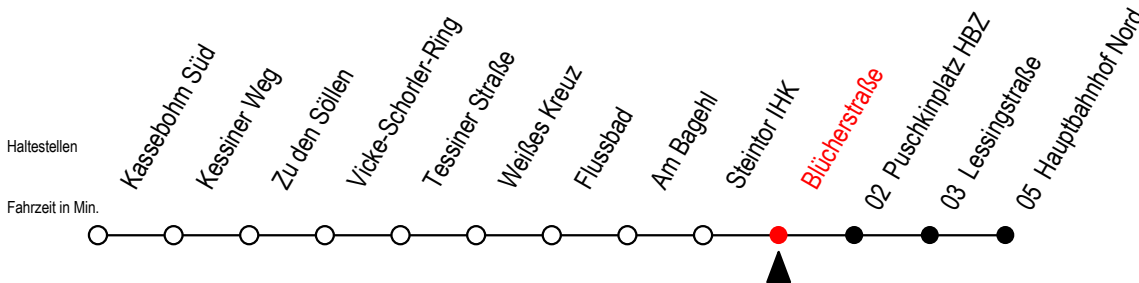 Haltestellen
Fahrzeit in Min.
Kassebohm Süd
Kessiner Weg
Zu den Söllen
Vicke-Schorler-Ring
Tessiner Straße
Weißes Kreuz
Flussbad
Am Bagehl
Steintor IHK
Blücherstraße
02 Puschkinplatz HBZ
03 Lessingstraße
05 Hauptbahnhof Nord